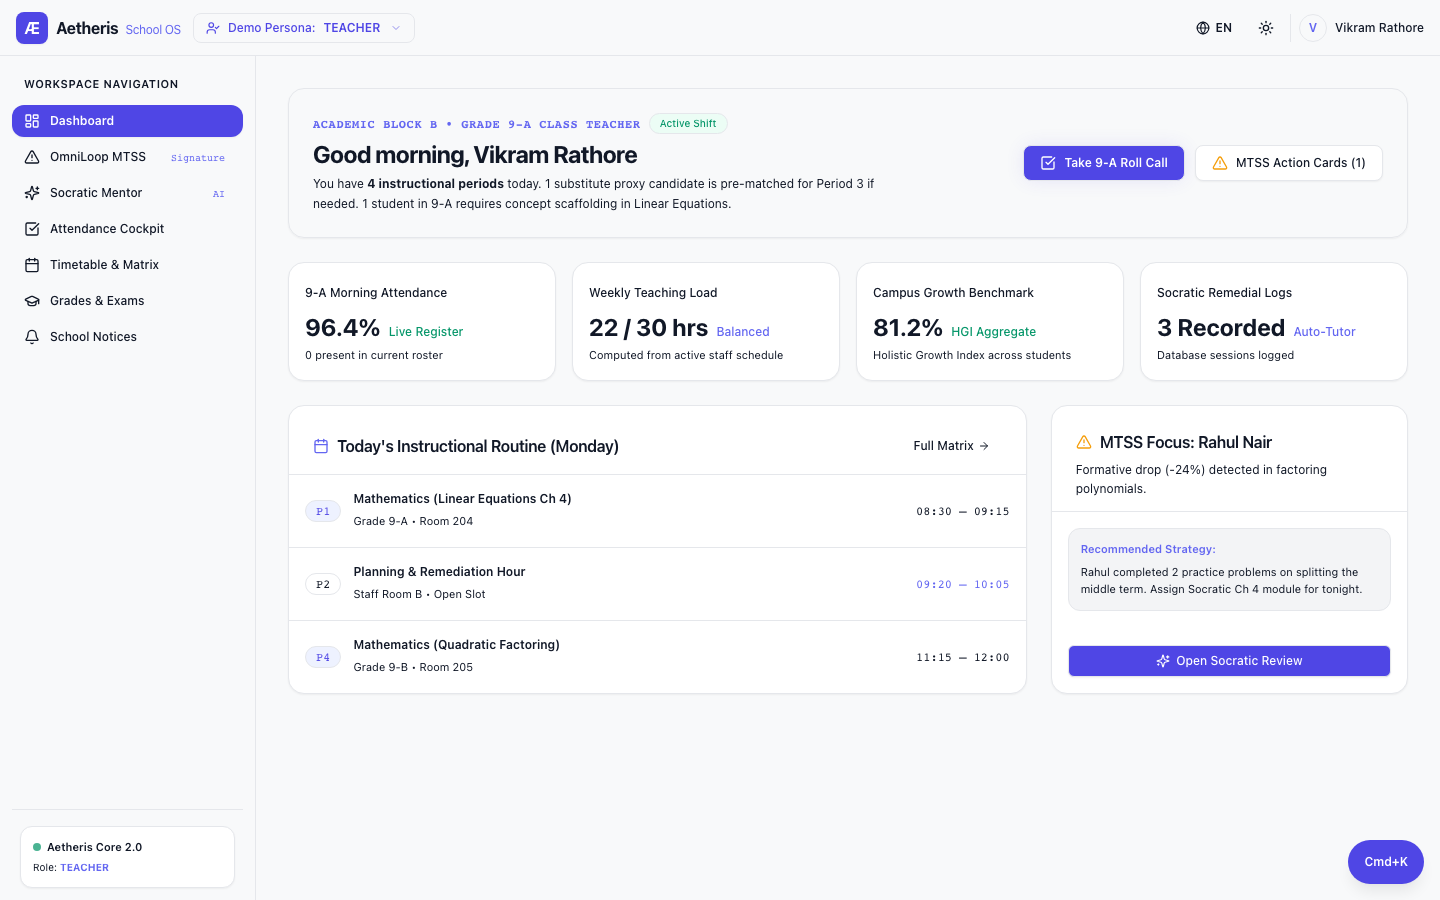 Æ Aetheris School OS Demo Persona: TEACHER EN V Vikram Rathore
WORKSPACE NAVIGATION
Dashboard
OmniLoop MTSS Signature
Socratic Mentor AI
Attendance Cockpit
Timetable & Matrix
Grades & Exams
School Notices
Aetheris Core 2.0
Role: TEACHER
ACADEMIC BLOCK B • GRADE 9-A CLASS TEACHER Active Shift
Good morning, Vikram Rathore
You have 4 instructional periods today. 1 substitute proxy candidate is pre-matched for Period 3 if
needed. 1 student in 9-A requires concept scaffolding in Linear Equations.
Take 9-A Roll Call MTSS Action Cards (1)
9-A Morning Attendance
96.4% Live Register
0 present in current roster
Weekly Teaching Load
22 / 30 hrs Balanced
Computed from active staff schedule
Campus Growth Benchmark
81.2% HGI Aggregate
Holistic Growth Index across students
Socratic Remedial Logs
3 Recorded Auto-Tutor
Database sessions logged
Today's Instructional Routine (Monday) Full Matrix →
P1 Mathematics (Linear Equations Ch 4) 08:30 – 09:15
Grade 9-A • Room 204
P2 Planning & Remediation Hour 09:20 – 10:05
Staff Room B • Open Slot
P4 Mathematics (Quadratic Factoring) 11:15 – 12:00
Grade 9-B • Room 205
MTSS Focus: Rahul Nair
Formative drop (-24%) detected in factoring
polynomials.
Recommended Strategy:
Rahul completed 2 practice problems on splitting the
middle term. Assign Socratic Ch 4 module for tonight.
Open Socratic Review
Cmd+K